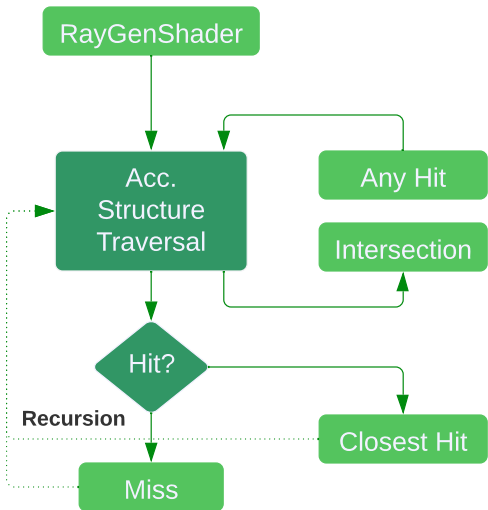 RayGenShader
Acc.
Structure
Traversal
Any Hit
Intersection
Hit?
Recursion
Closest Hit
Miss